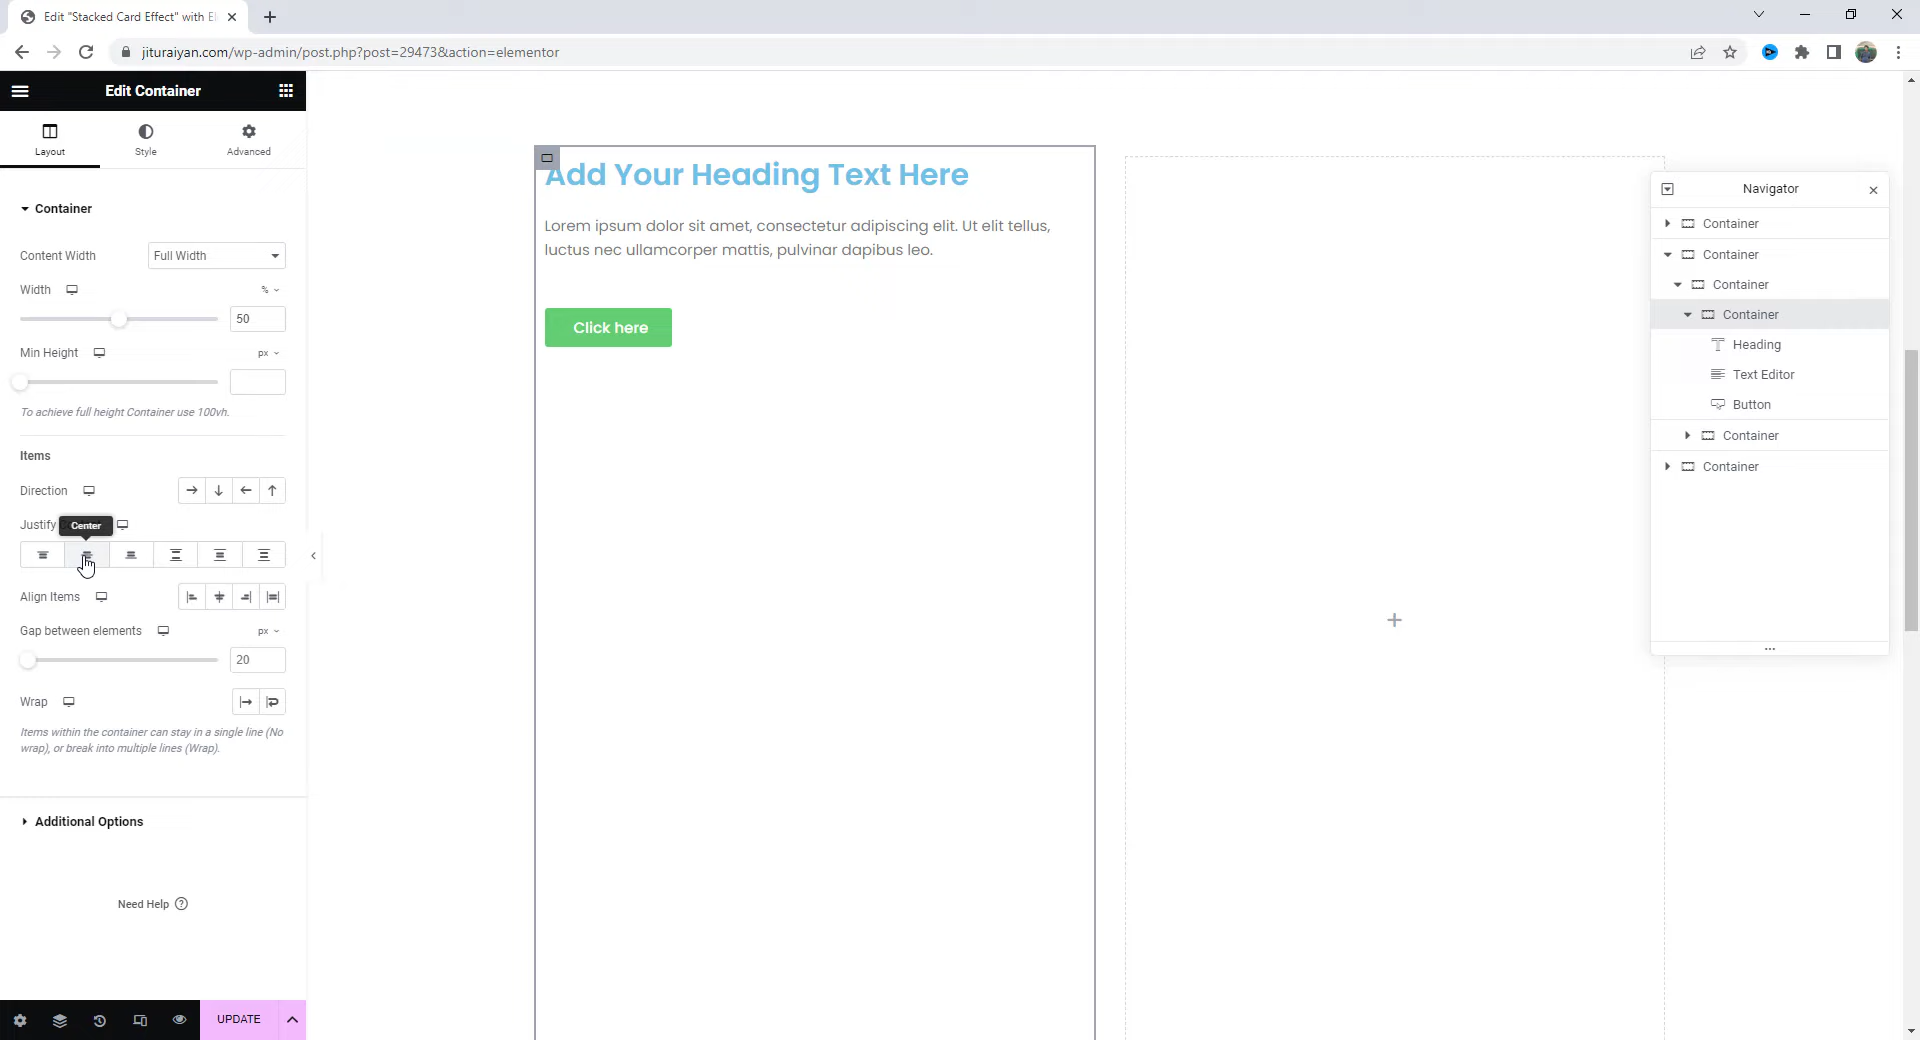 Edit "Stacked Card Effect" with El
jituraiyan.com/wp-admin/post.php?post=29473&action=elementor
Edit Container
Layout
Style
Advanced
Container
Content Width
Full Width
Width
%
50
Min Height
px
To achieve full height Container use 100vh.
Items
Direction
Justify
Center
Align Items
Gap between elements
px
20
Wrap
Items within the container can stay in a single line (No
wrap), or break into multiple lines (Wrap).
Additional Options
Need Help
UPDATE
Add Your Heading Text Here
Lorem ipsum dolor sit amet, consectetur adipiscing elit. Ut elit tellus,
luctus nec ullamcorper mattis, pulvinar dapibus leo.
Click here
Navigator
Container
Container
Container
Container
Heading
Text Editor
Button
Container
Container